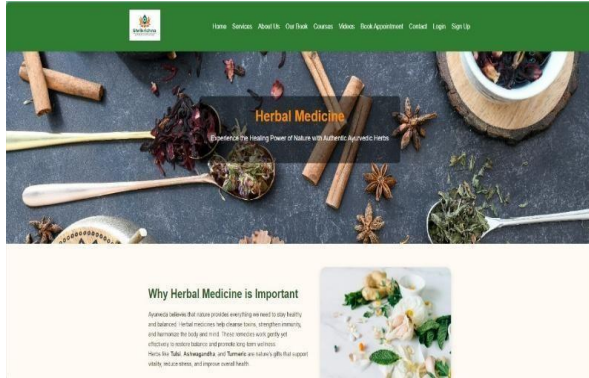 Home Services About Us Our Book Courses Videos Book Appointment Contact Login Sign Up
Herbal Medicine
Experience the Healing Power of Nature with Authentic Ayurvedic Herbs
Why Herbal Medicine is Important
Ayurveda believes that nature provides everything we need to stay healthy
and balanced. Herbal medicines help cleanse toxins, strengthen immunity,
and harmonize the body and mind. These remedies work gently yet
effectively to restore balance and promote long-term wellness.
Herbs like Tulsi, Ashwagandha, and Turmeric are nature's gifts that support
vitality, reduce stress, and improve overall health.